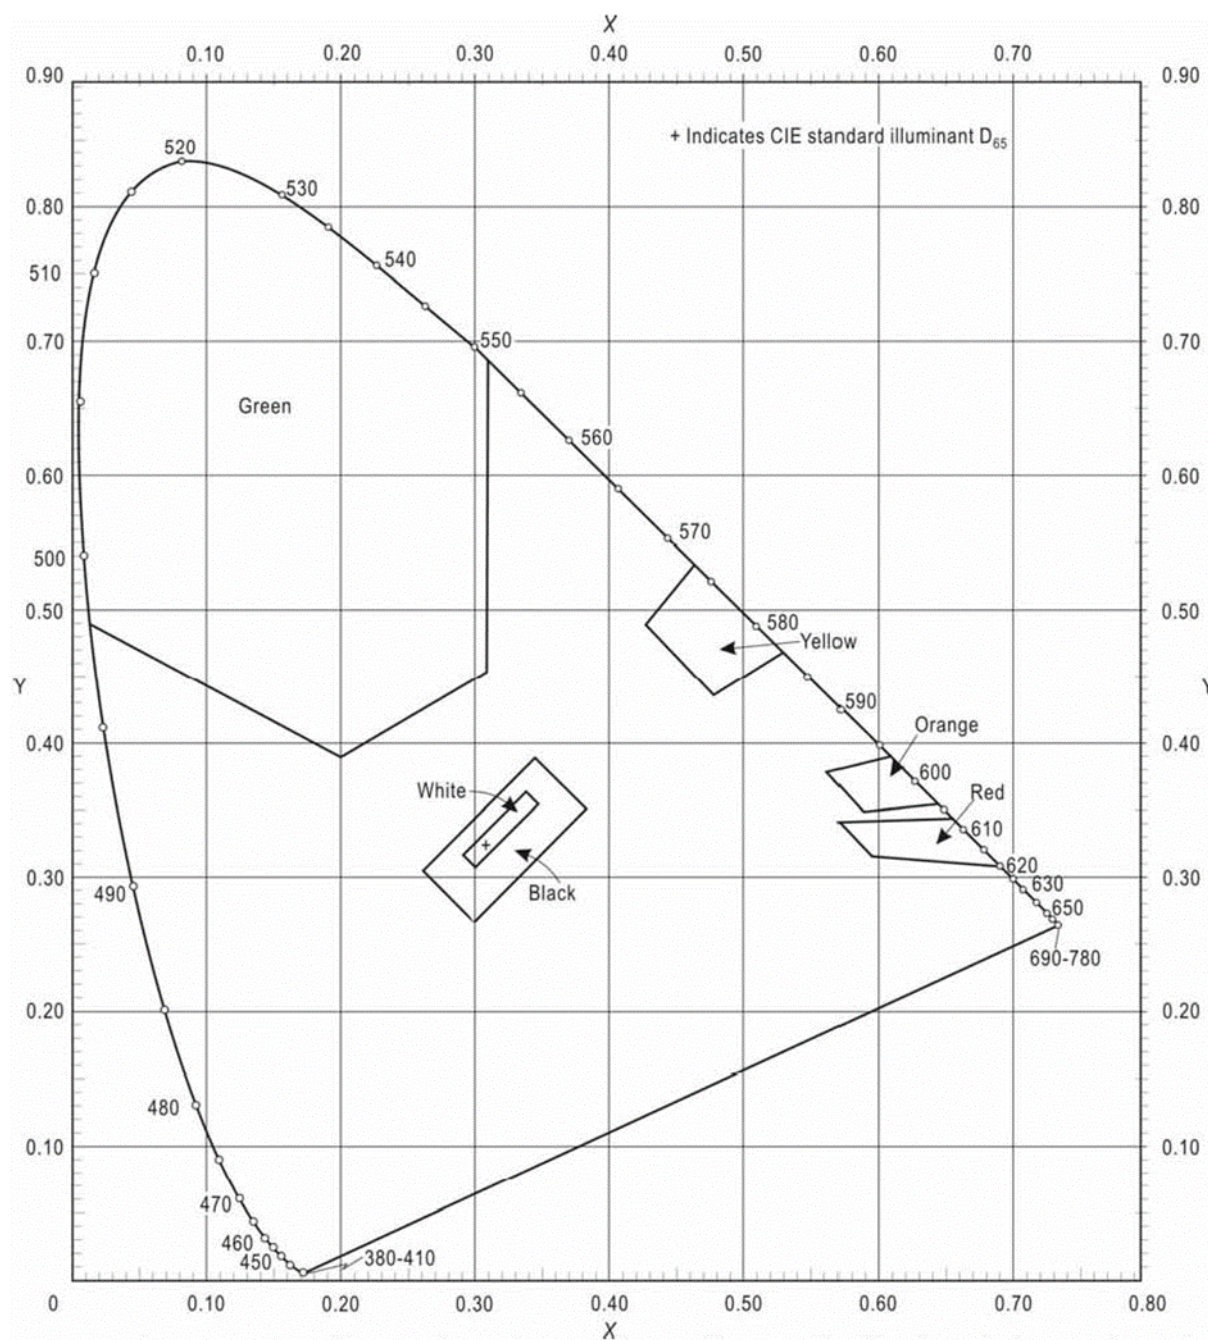 X
0.10 0.20 0.30 0.40 0.50 0.60 0.70
0.90 0.90
+ Indicates CIE standard illuminant D65
520
530
0.80 0.80
510
540
0.70 550 0.70
Green
560
0.60 0.60
570
500
0.50 0.50
580
Yellow
Y Y
590
Orange
0.40 0.40
600
White
Red
610
620
0.30 0.30
630
490
Black
650
690-780
0.20 0.20
480
0.10 0.10
470
460
450
380-410
0 0.10 0.20 0.30 0.40 0.50 0.60 0.70 0.80
X